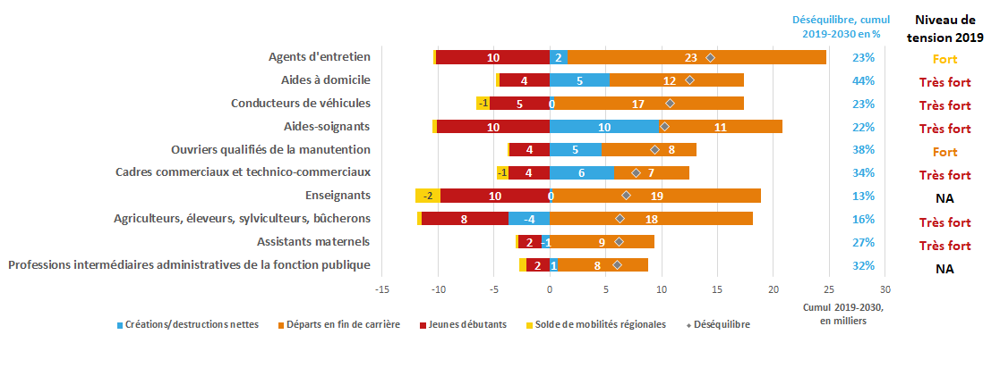 Déséquilibre, cumul
2019-2030 en %
Niveau de
tension 2019
Agents d'entretien 10 2 23 23% Fort
Aides à domicile 4 5 12 44% Très fort
Conducteurs de véhicules -1 5 0 17 23% Très fort
Aides-soignants 10 10 11 22% Très fort
Ouvriers qualifiés de la manutention 4 5 8 38% Fort
Cadres commerciaux et technico-commerciaux -1 4 6 7 34% Très fort
Enseignants -2 10 0 19 13% NA
Agriculteurs, éleveurs, sylviculteurs, bûcherons 8 -4 18 16% Très fort
Assistants maternels 2 -1 9 27% Très fort
Professions intermédiaires administratives de la fonction publique 2 1 8 32% NA
-15 -10 -5 0 5 10 15 20 25 30
Cumul 2019-2030,
en milliers
Créations/destructions nettes Départs en fin de carrière Jeunes débutants Solde de mobilités régionales Déséquilibre